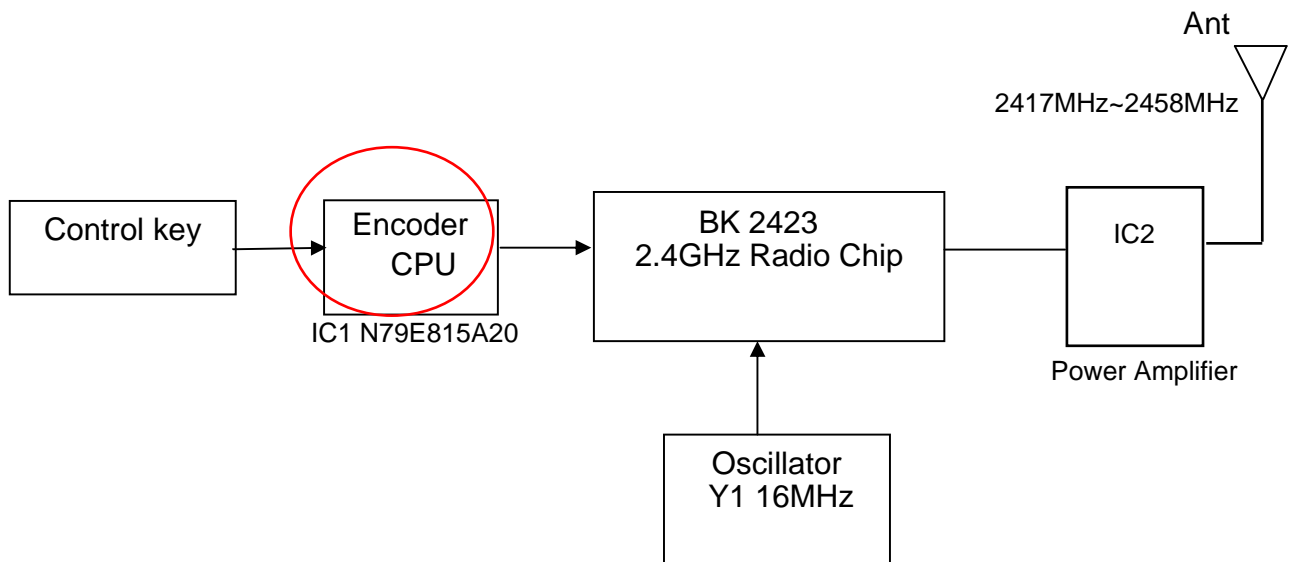 Ant
2417MHz~2458MHz
Control key
Encoder
CPU
IC1 N79E815A20
BK 2423
2.4GHz Radio Chip
IC2
Power Amplifier
Oscillator
Y1 16MHz